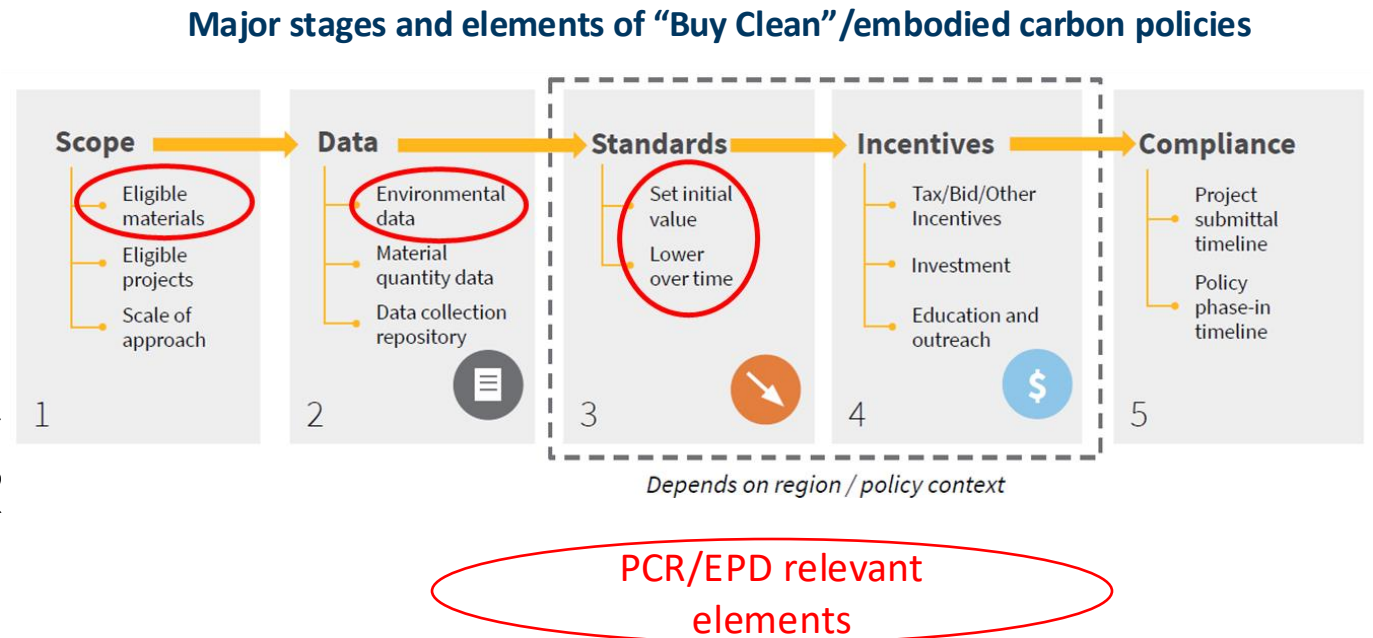 Major stages and elements of “Buy Clean”/embodied carbon policies
Scope
Eligible
materials
Eligible
projects
Scale of
approach
1
Data
Environmental
data
Material
quantity data
Data collection
repository
2
Standards
Set initial
value
Lower
over time
3
Incentives
Tax/Bid/Other
Incentives
Investment
Education and
outreach
$
4
Compliance
Project
submittal
timeline
Policy
phase-in
timeline
5
Depends on region / policy context
PCR/EPD relevant
elements